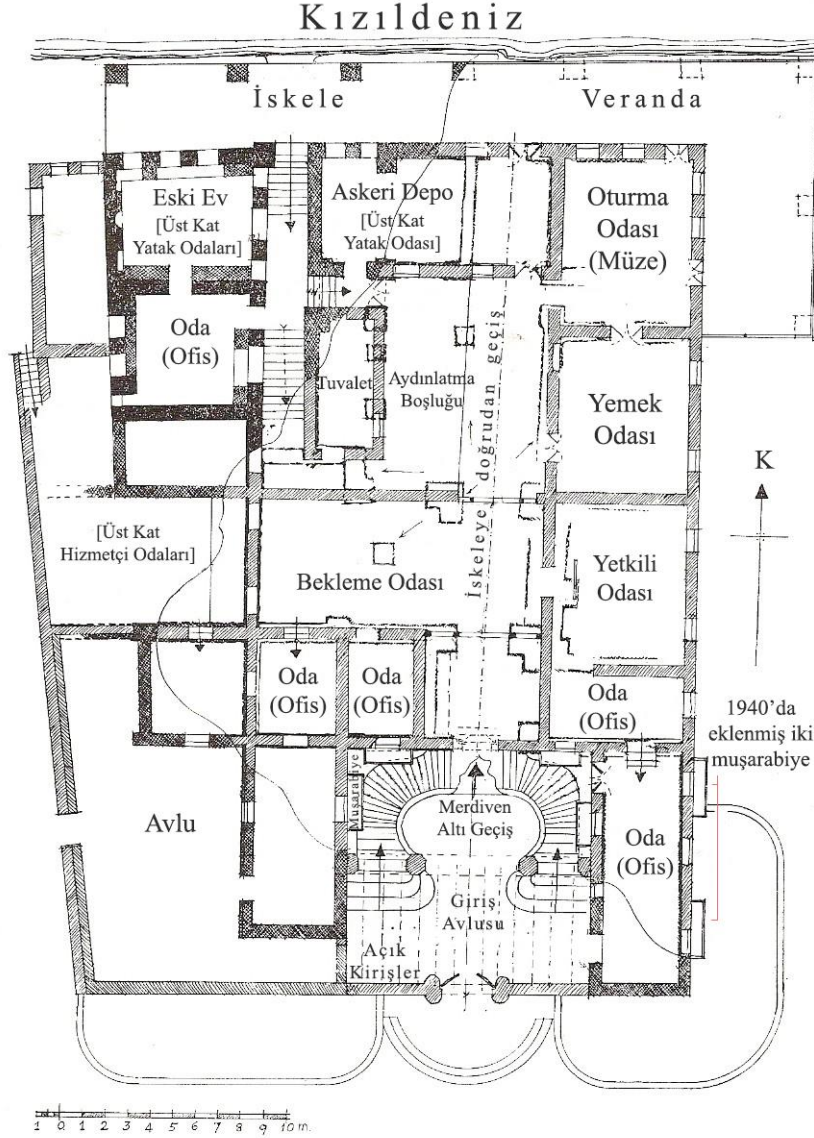 Kızıldeniz
İskele
Veranda
Eski Ev
[Üst Kat
Yatak Odaları]
Askeri Depo
[Üst Kat
Yatak Odası]
Oturma
Odası
(Müze)
Oda
(Ofis)
Tuvalet
Aydınlatma
Boşluğu
İskeleye doğrudan geçiş
Yemek
Odası
K
[Üst Kat
Hizmetçi Odaları]
Bekleme Odası
Yetkili
Odası
Oda
(Ofis)
Oda
(Ofis)
Oda
(Ofis)
1940’da
eklenmiş iki
muşarabiye
Muşarabiye
Merdiven
Altı Geçiş
Avlu
Oda
(Ofis)
Giriş
Avlusu
Açık
Kirişler
1 0 1 2 3 4 5 6 7 8 9 10 m.